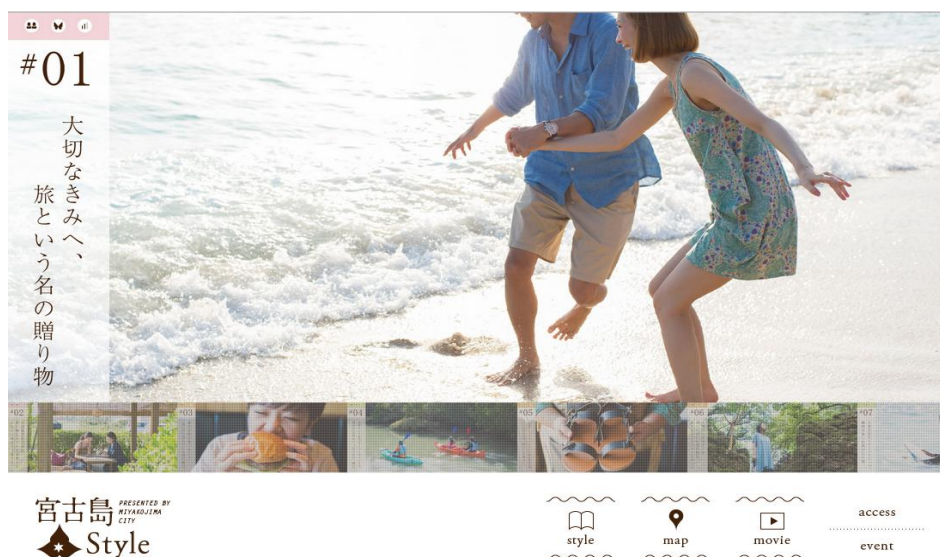 #01
大切なきみへ、
旅という名の贈り物
#02
#03
#04
#05
#06
#07
宮古島
PRESENTED BY
MIYAKOJIMA
CITY
Style
style
map
movie
access
event